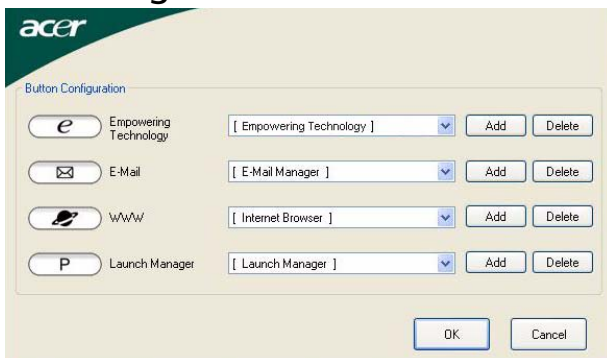 acer
Button Configuration
e Empowering Technology [ Empowering Technology ] Add Delete
E-Mail [ E-Mail Manager ] Add Delete
WWW [ Internet Browser ] Add Delete
P Launch Manager [ Launch Manager ] Add Delete
OK Cancel